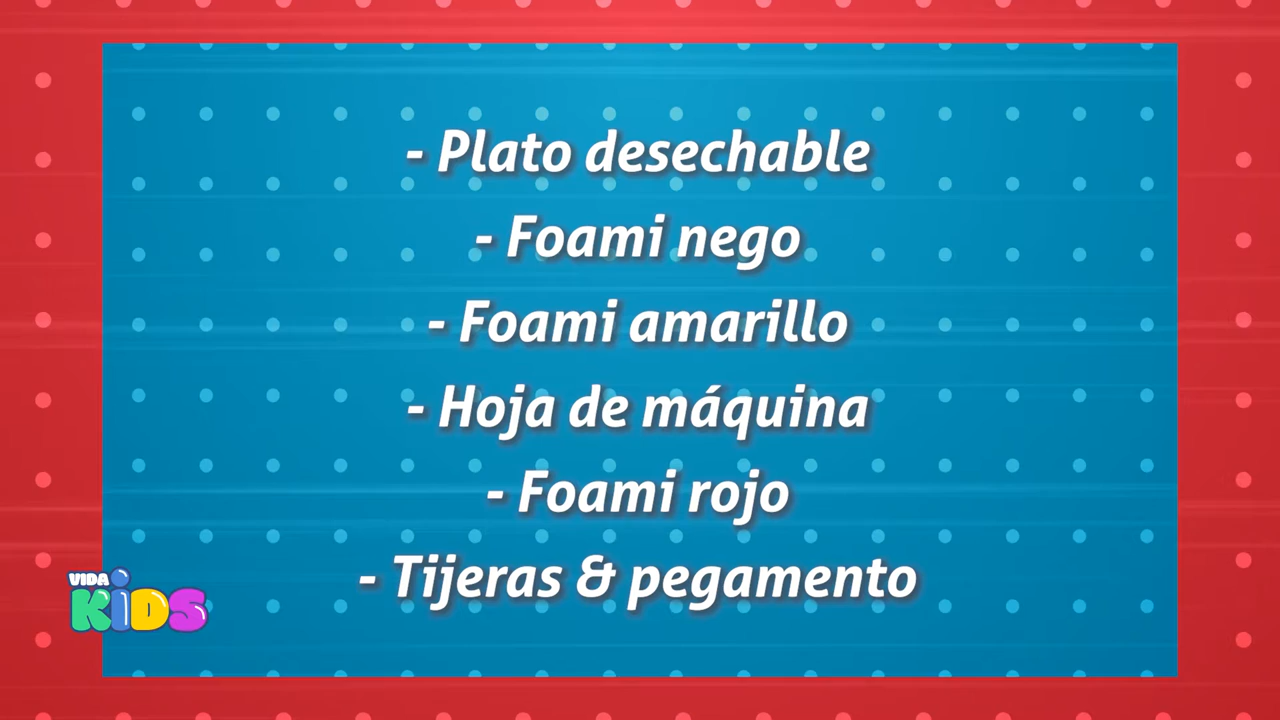 - Plato desechable
- Foami nego
- Foami amarillo
- Hoja de máquina
- Foami rojo
- Tijeras & pegamento
VIDA
KiDS